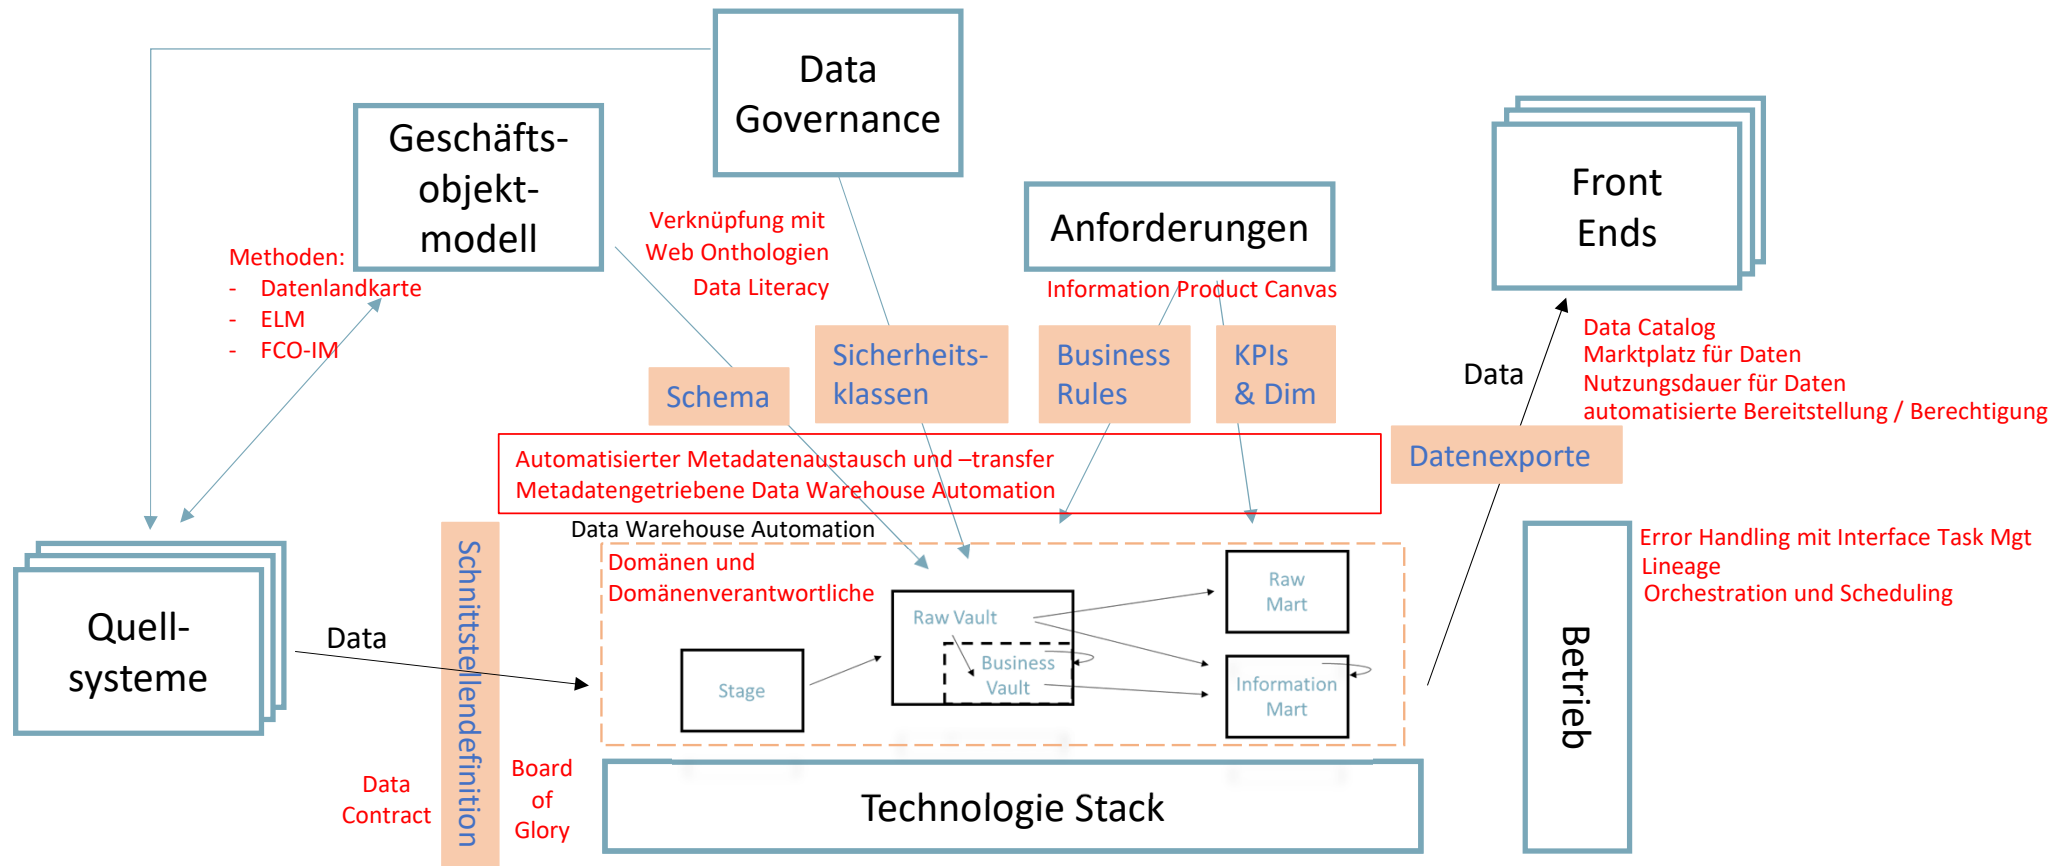 Data
Governance
Geschäfts-
objekt-
modell
Front
Ends
Anforderungen
Verknüpfung mit
Web Onthologien
Data Literacy
Methoden:
- Datenlandkarte
- ELM
- FCO-IM
Information Product Canvas
Schema
Sicherheits-
klassen
Business
Rules
KPIs
& Dim
Data
Data Catalog
Marktplatz für Daten
Nutzungsdauer für Daten
automatisierte Bereitstellung / Berechtigung
Datenexporte
Automatisierter Metadatenaustausch und –transfer
Metadatengetriebene Data Warehouse Automation
Data Warehouse Automation
Domänen und
Domänenverantwortliche
Quell-
systeme
Data
Schnittstellendefinition
Data
Contract
Board
of
Glory
Stage
Raw Vault
Business
Vault
Raw
Mart
Information
Mart
Technologie Stack
Betrieb
Error Handling mit Interface Task Mgt
Lineage
Orchestration und Scheduling